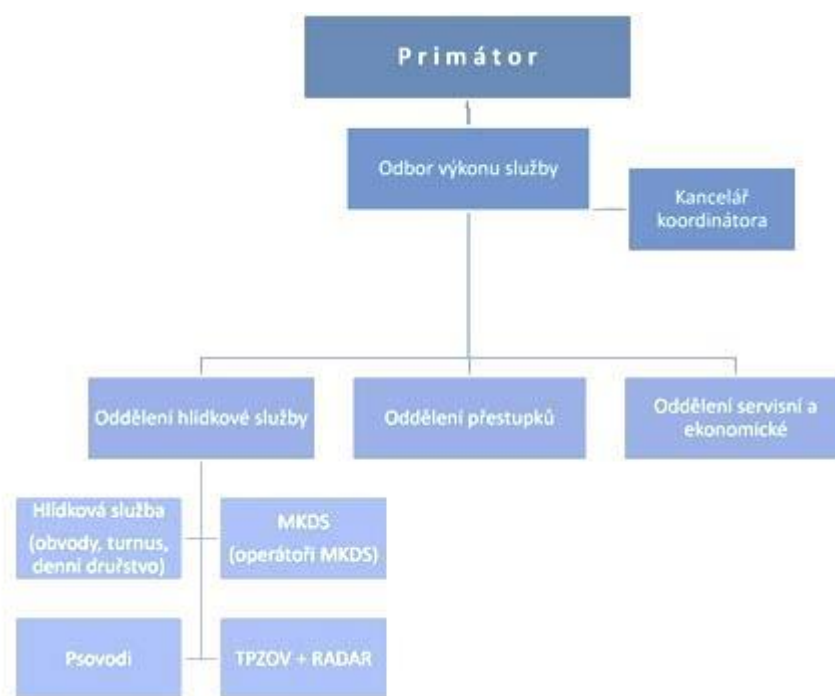 Primátor
Odbor výkonu služby
Kancelář
koordinátora
Oddělení hlídkové služby
Oddělení přestupků
Oddělení servisní a
ekonomické
Hlídková služba
(obvody, turnus,
denní družstvo)
MKDS
(operátoři MKDS)
Psovodi
TPZOV + RADAR